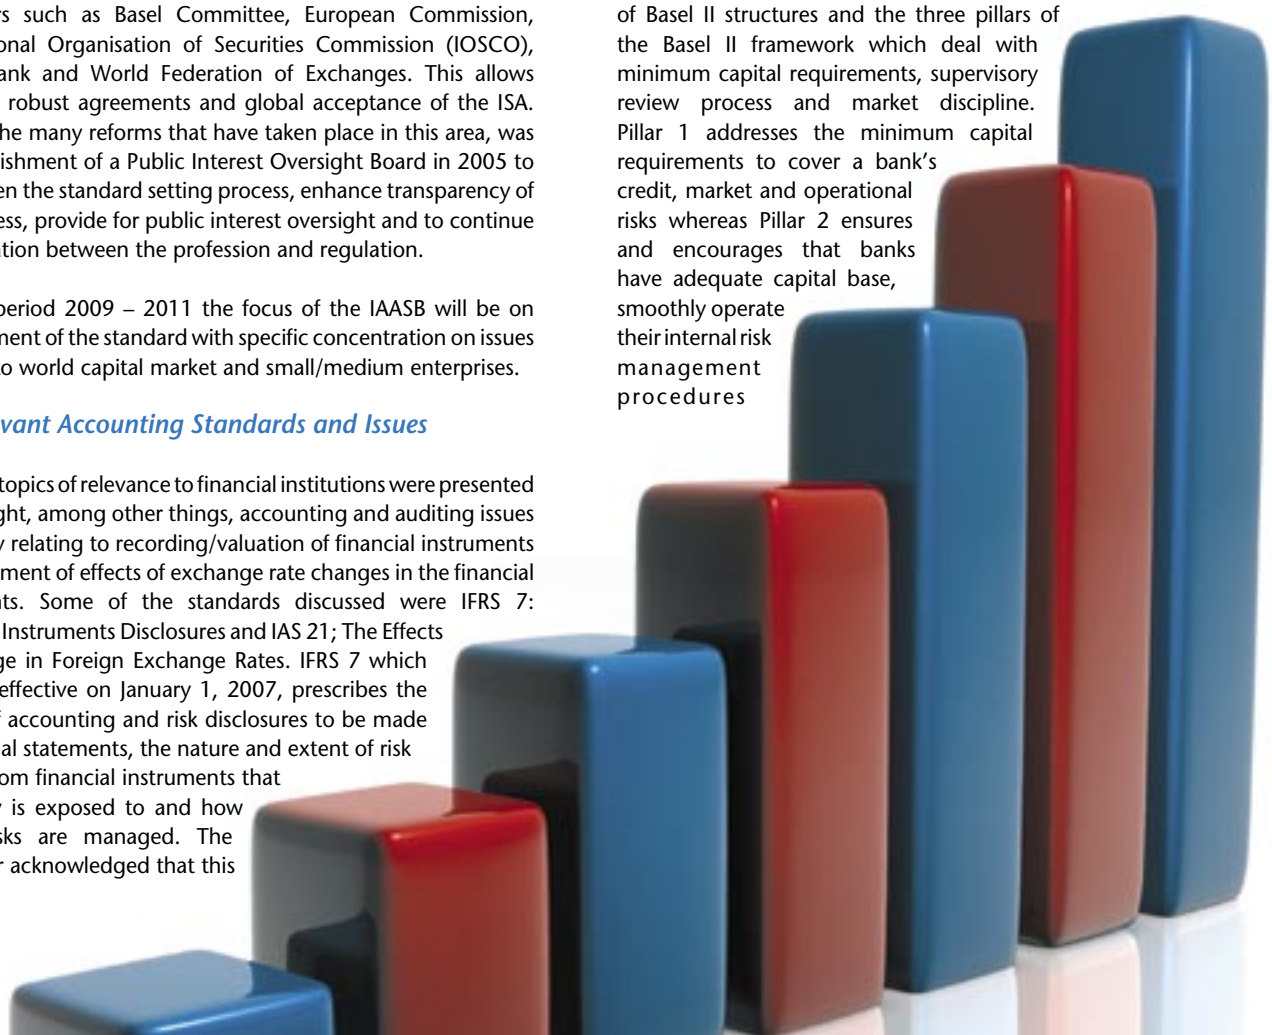 rs such as Basel Committee, European Commission,
onal Organisation of Securities Commission (IOSCO),
ank and World Federation of Exchanges. This allows
robust agreements and global acceptance of the ISA.
he many reforms that have taken place in this area, was
ishment of a Public Interest Oversight Board in 2005 to
en the standard setting process, enhance transparency of
ess, provide for public interest oversight and to continue
ation between the profession and regulation.
period 2009 – 2011 the focus of the IAASB will be on
ment of the standard with specific concentration on issues
to world capital market and small/medium enterprises.
vant Accounting Standards and Issues
topics of relevance to financial institutions were presented
ght, among other things, accounting and auditing issues
y relating to recording/valuation of financial instruments
ment of effects of exchange rate changes in the financial
nts. Some of the standards discussed were IFRS 7:
Instruments Disclosures and IAS 21; The Effects
ge in Foreign Exchange Rates. IFRS 7 which
effective on January 1, 2007, prescribes the
f accounting and risk disclosures to be made
ial statements, the nature and extent of risk
om financial instruments that
y is exposed to and how
sks are managed. The
r acknowledged that this
of Basel II structures and the three pillars of
the Basel II framework which deal with
minimum capital requirements, supervisory
review process and market discipline.
Pillar 1 addresses the minimum capital
requirements to cover a bank’s
credit, market and operational
risks whereas Pillar 2 ensures
and encourages that banks
have adequate capital base,
smoothly operate
their internal risk
management
procedures